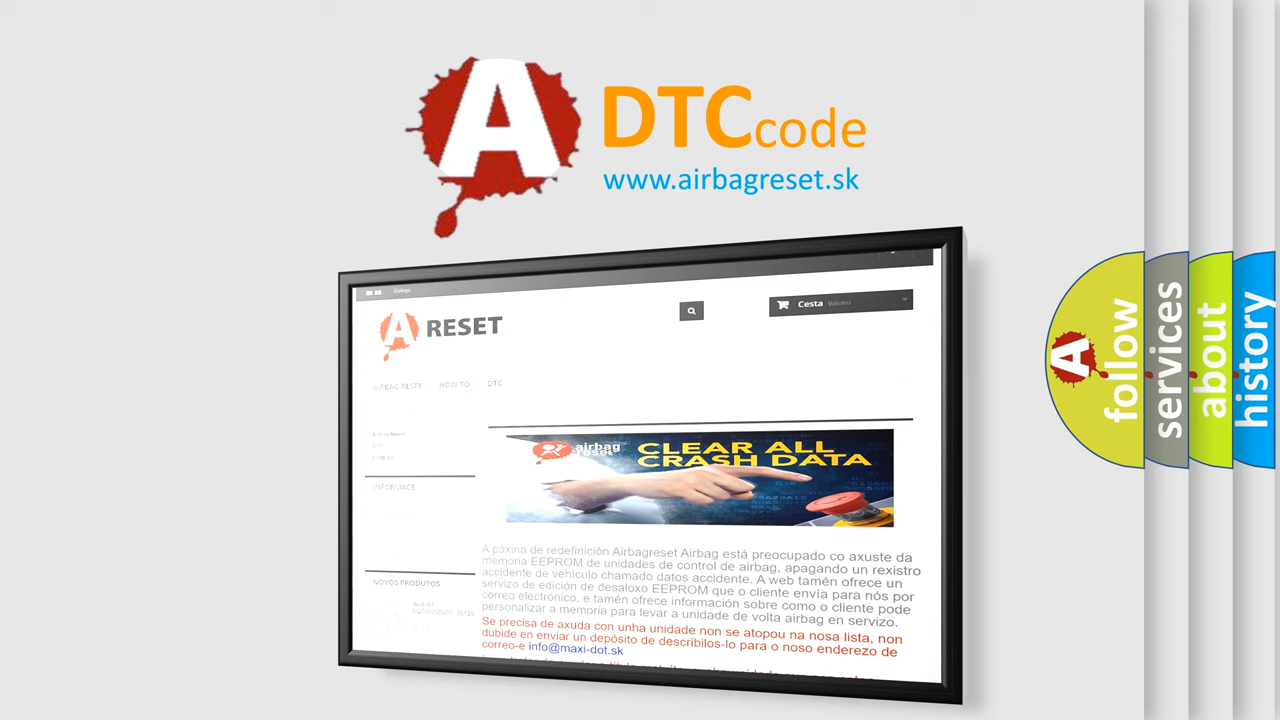 A
DTC code
www.airbagreset.sk
Galego
A RESET
Cesta Valeiro
AIRBAG RESET HOW TO DTC
INFORMACE
NOVOS PRODUTOS
airbag
reset
CLEAR ALL
CRASH DATA
A páxina de redefinición Airbagreset Airbag está preocupado co axuste da
memoria EEPROM de unidades de control de airbag, apagando un rexistro
accidente de vehículo chamado datos accidente. A web tamén ofrece un
servizo de edición de desaloxo EEPROM que o cliente envía para nós por
correo electrónico, e tamén ofrece información sobre como o cliente pode
personalizar a memoria para levar a unidade de volta airbag en servizo.
Se precisa de axuda con unha unidade non se atopou na nosa lista, non
dubide en enviar un depósito de describilos-lo para o noso enderezo de
correo-e info@maxi-dot.sk
A
follow
services
about
history